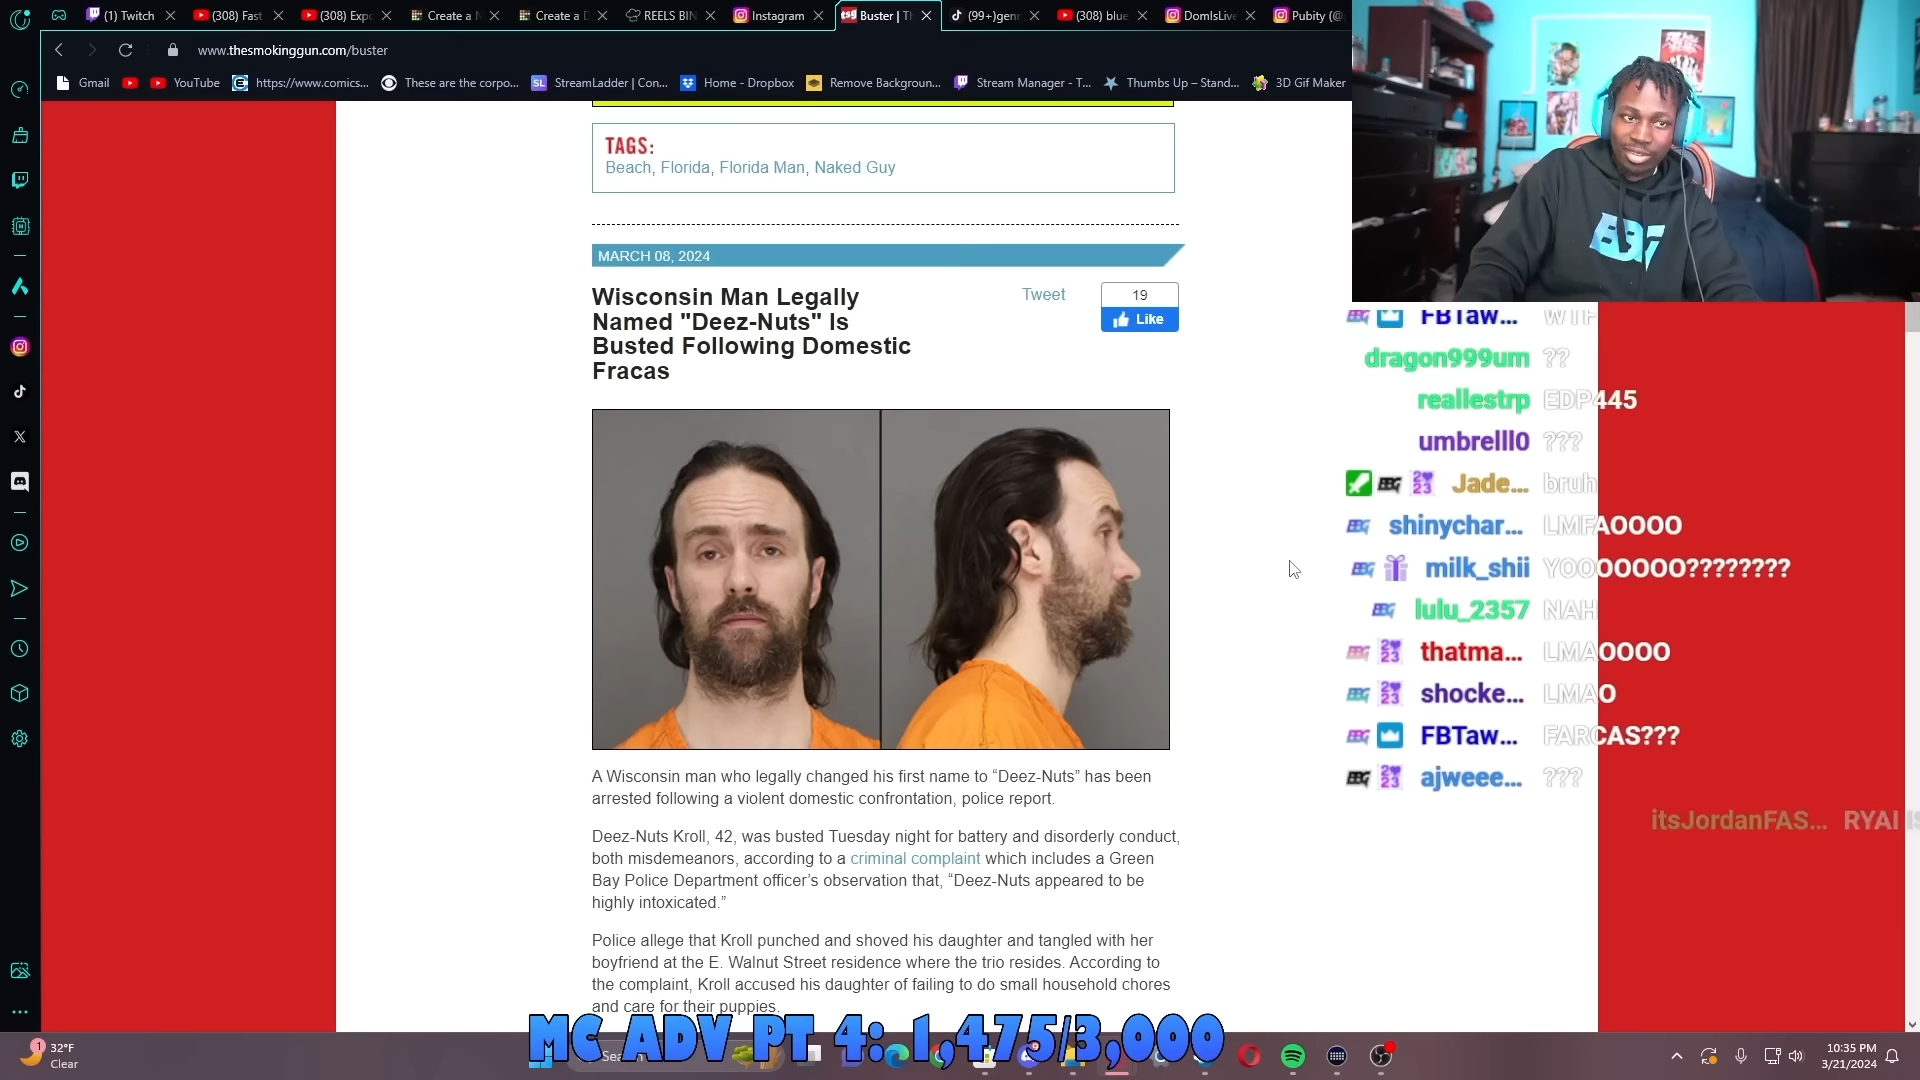 (1) Twitch
(308) Fast
(308) Expo
Create a N
Create a D
REELS BIN
Instagram
Buster | Th
(99+)genr
(308) blue
DomIsLive
Pubity (@
www.thesmokinggun.com/buster
Gmail
YouTube
https://www.comics...
These are the corpo...
StreamLadder | Con...
Home - Dropbox
Remove Backgroun...
Stream Manager - T...
Thumbs Up – Stand...
3D Gif Maker
TAGS:
Beach, Florida, Florida Man, Naked Guy
MARCH 08, 2024
Wisconsin Man Legally
Named "Deez-Nuts" Is
Busted Following Domestic
Fracas
Tweet
19
Like
A Wisconsin man who legally changed his first name to “Deez-Nuts” has been
arrested following a violent domestic confrontation, police report.
Deez-Nuts Kroll, 42, was busted Tuesday night for battery and disorderly conduct,
both misdemeanors, according to a criminal complaint which includes a Green
Bay Police Department officer’s observation that, “Deez-Nuts appeared to be
highly intoxicated.”
Police allege that Kroll punched and shoved his daughter and tangled with her
boyfriend at the E. Walnut Street residence where the trio resides. According to
the complaint, Kroll accused his daughter of failing to do small household chores
and care for their puppies.
FBTaw... WTF
dragon999um ??
reallestrp EDP445
umbrelll0 ???
Jade... bruh
shinychar... LMFAOOOO
milk_shii YOOOOOOO????????
lulu_2357 NAH
thatma... LMAOOOO
shocke... LMAO
FBTaw... FARCAS???
ajweee... ???
itsJordanFAS... RYAI IS
MC ADV PT 4: 1,475/3,000
1
32°F
Clear
10:35 PM
3/21/2024